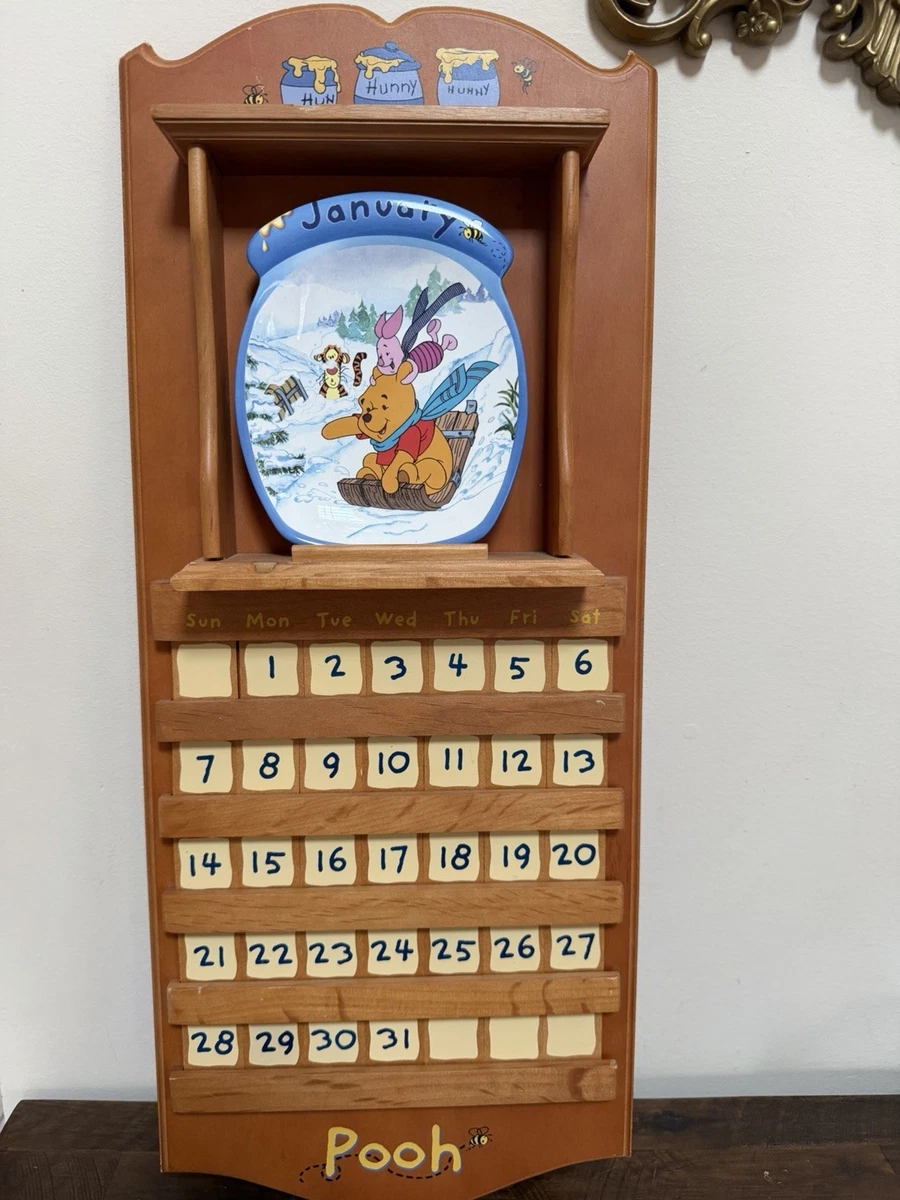 HUN Hunny HUNNY
January
Sun Mon Tue Wed Thu Fri Sat
1 2 3 4 5 6
7 8 9 10 11 12 13
14 15 16 17 18 19 20
21 22 23 24 25 26 27
28 29 30 31
Pooh